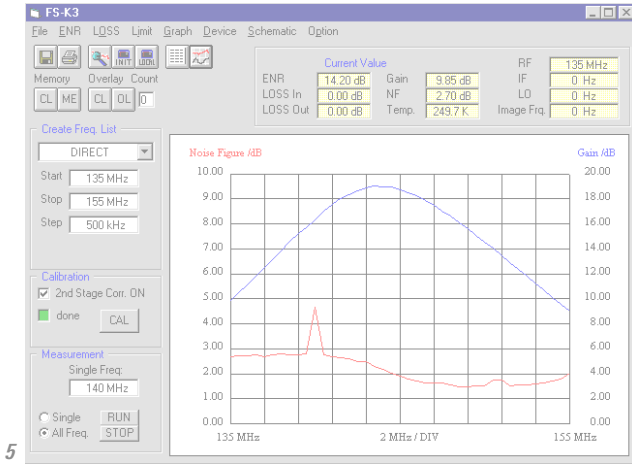 FS-K3
File ENR LOSS Limit Graph Device Schematic Option
INIT
Memory Overlay Count
CL ME CL OL 0
Current Value
ENR 14.20 dB Gain 9.85 dB RF 135 MHz
LOSS In 0.00 dB NF 2.70 dB IF 0 Hz
LOSS Out 0.00 dB Temp. 249.7 K LO 0 Hz
Image Frq. 0 Hz
Create Freq. List
DIRECT
Start 135 MHz
Stop 155 MHz
Step 500 kHz
Calibration
2nd Stage Corr. ON
done CAL
Measurement
Single Freq:
140 MHz
Single RUN
All Freq. STOP
Noise Figure /dB Gain /dB
10.00 20.00
9.00 18.00
8.00 16.00
7.00 14.00
6.00 12.00
5.00 10.00
4.00 8.00
3.00 6.00
2.00 4.00
1.00 2.00
0.00 0.00
135 MHz 2 MHz / DIV 155 MHz
5